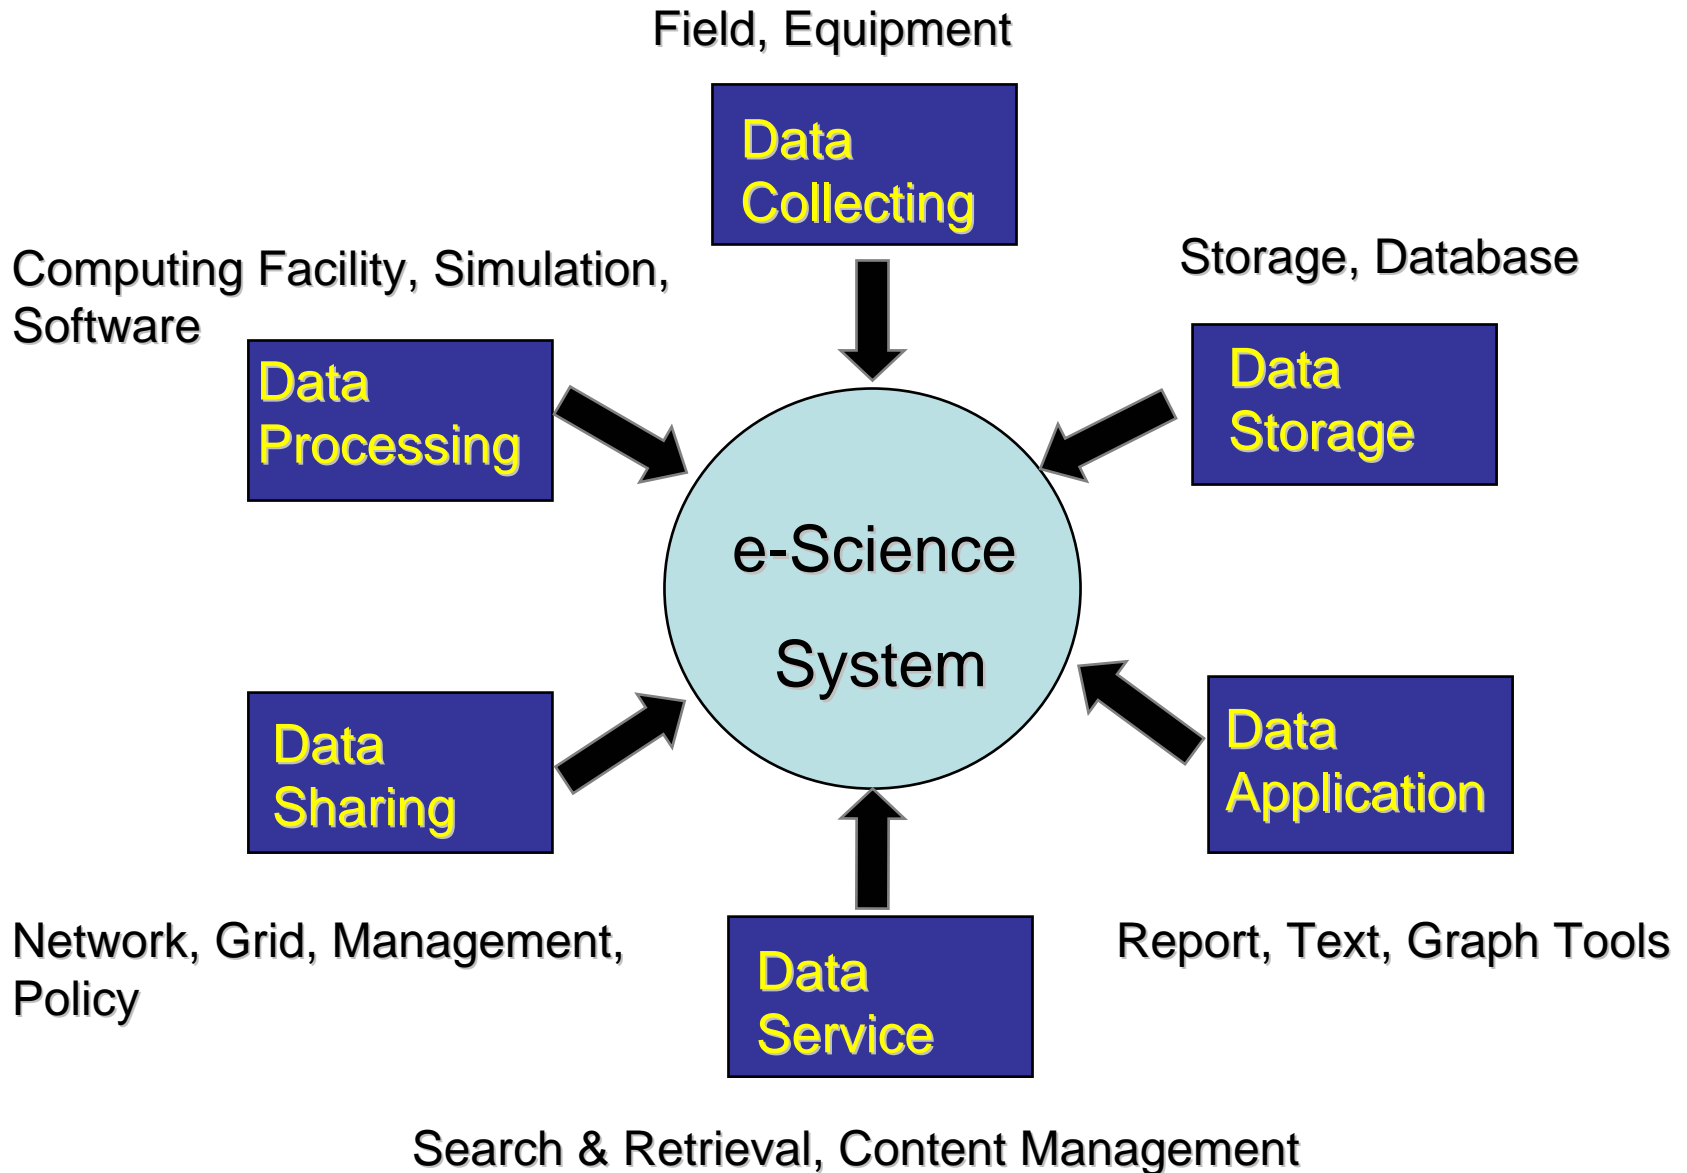 Field, Equipment
Data
Collecting
Computing Facility, Simulation,
Software
Storage, Database
Data
Processing
Data
Storage
e-Science
System
Data
Sharing
Data
Application
Network, Grid, Management,
Policy
Data
Service
Report, Text, Graph Tools
Search & Retrieval, Content Management